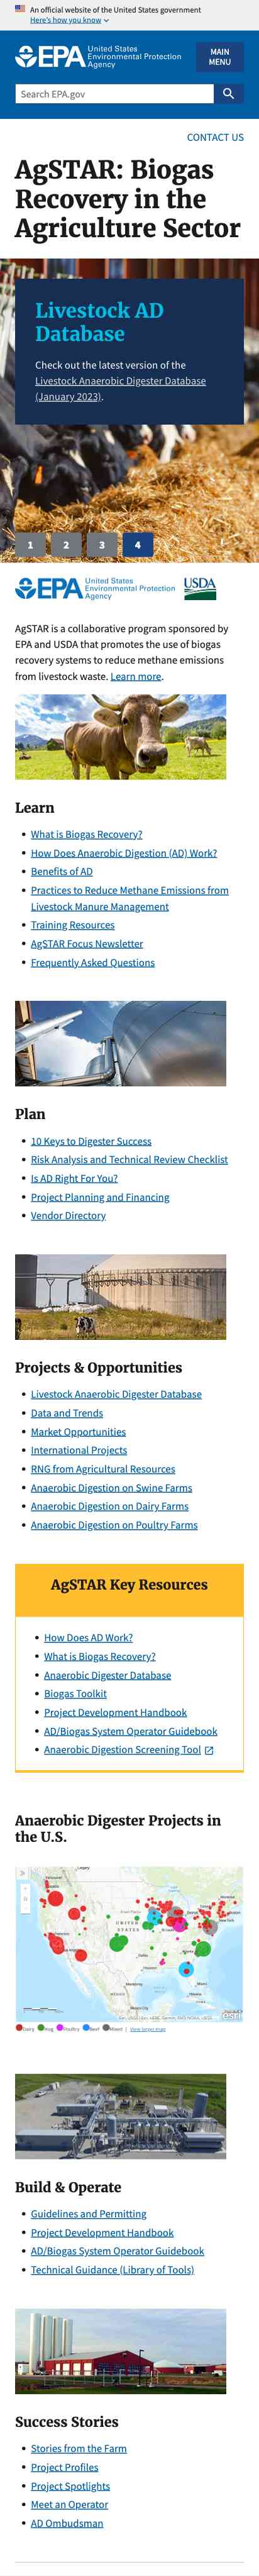 An official website of the United States government
Here's how you know
EPA United States
Environmental Protection
Agency
MAIN
MENU
Search EPA.gov
CONTACT US
AgSTAR: Biogas
Recovery in the
Agriculture Sector
Livestock AD
Database
Check out the latest version of the
Livestock Anaerobic Digester Database
(January 2023).
1 2 3 4
EPA United States
Environmental Protection
Agency
USDA
AgSTAR is a collaborative program sponsored by
EPA and USDA that promotes the use of biogas
recovery systems to reduce methane emissions
from livestock waste. Learn more.
Learn
What is Biogas Recovery?
How Does Anaerobic Digestion (AD) Work?
Benefits of AD
Practices to Reduce Methane Emissions from
Livestock Manure Management
Training Resources
AgSTAR Focus Newsletter
Frequently Asked Questions
Plan
10 Keys to Digester Success
Risk Analysis and Technical Review Checklist
Is AD Right For You?
Project Planning and Financing
Vendor Directory
Projects & Opportunities
Livestock Anaerobic Digester Database
Data and Trends
Market Opportunities
International Projects
RNG from Agricultural Resources
Anaerobic Digestion on Swine Farms
Anaerobic Digestion on Dairy Farms
Anaerobic Digestion on Poultry Farms
AgSTAR Key Resources
How Does AD Work?
What is Biogas Recovery?
Anaerobic Digester Database
Biogas Toolkit
Project Development Handbook
AD/Biogas System Operator Guidebook
Anaerobic Digestion Screening Tool
Anaerobic Digester Projects in
the U.S.
UNITED
STATES
MEXICO
esri
Dairy Hog Poultry Beef Mixed | View larger map
Build & Operate
Guidelines and Permitting
Project Development Handbook
AD/Biogas System Operator Guidebook
Technical Guidance (Library of Tools)
Success Stories
Stories from the Farm
Project Profiles
Project Spotlights
Meet an Operator
AD Ombudsman